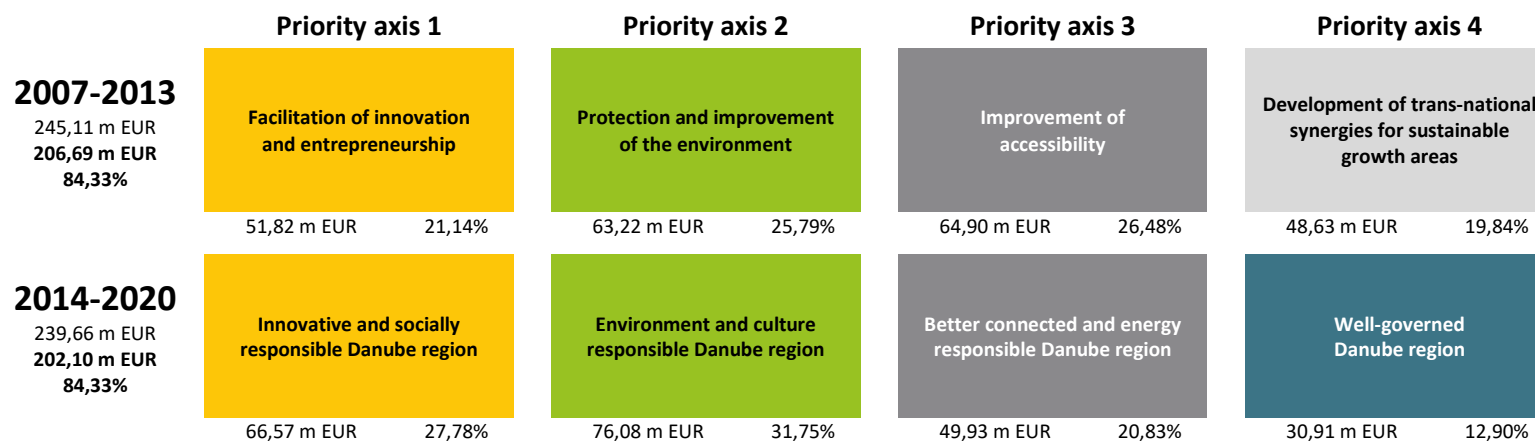 Priority axis 1
Priority axis 2
Priority axis 3
Priority axis 4
2007-2013
245,11 m EUR
206,69 m EUR
84,33%
Facilitation of innovation
and entrepreneurship
Protection and improvement
of the environment
Improvement of
accessibility
Development of trans-national
synergies for sustainable
growth areas
51,82 m EUR
21,14%
63,22 m EUR
25,79%
64,90 m EUR
26,48%
48,63 m EUR
19,84%
2014-2020
239,66 m EUR
202,10 m EUR
84,33%
Innovative and socially
responsible Danube region
Environment and culture
responsible Danube region
Better connected and energy
responsible Danube region
Well-governed
Danube region
66,57 m EUR
27,78%
76,08 m EUR
31,75%
49,93 m EUR
20,83%
30,91 m EUR
12,90%